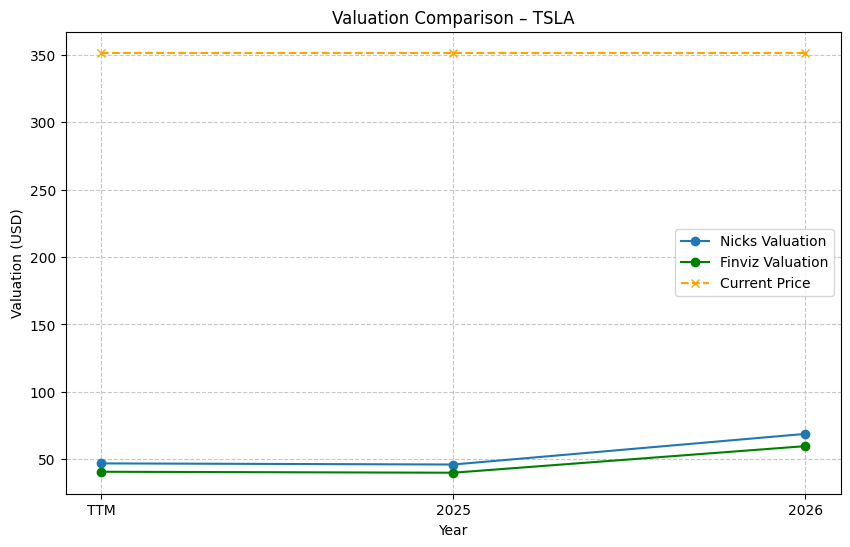 Valuation Comparison – TSLA
Valuation (USD)
350
300
250
200
150
100
50
Nicks Valuation
Finviz Valuation
Current Price
TTM
2025
2026
Year